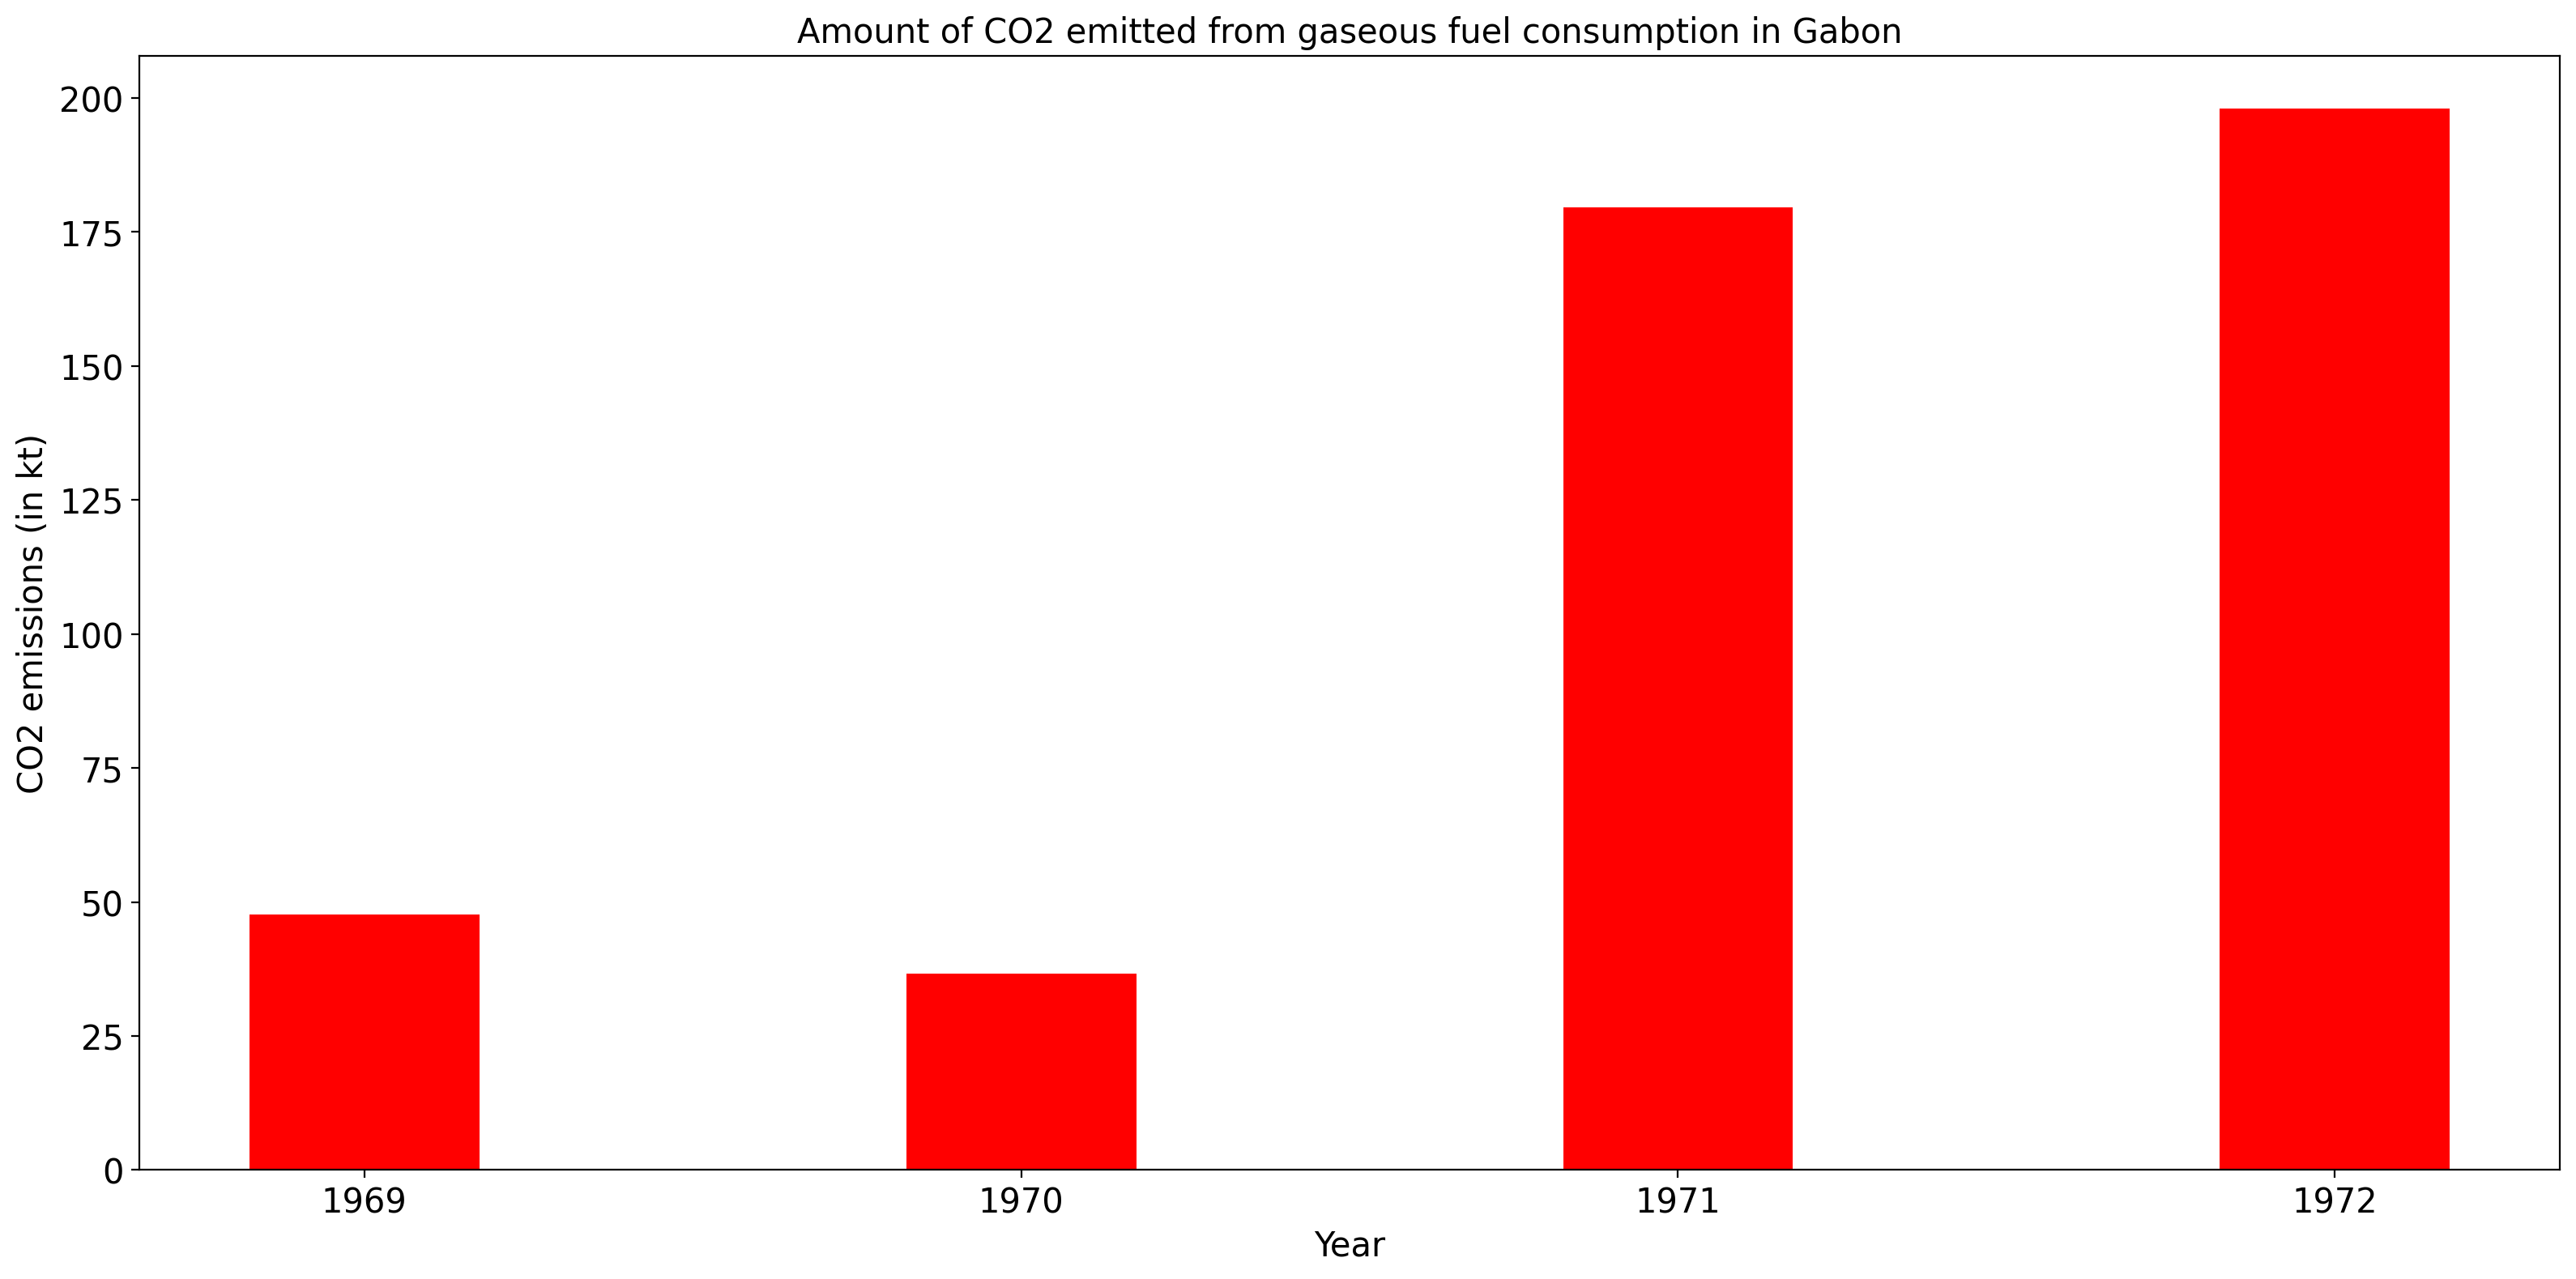 Amount of CO2 emitted from gaseous fuel consumption in Gabon
CO2 emissions (in kt)
200
175
150
125
100
75
50
25
0
1969 1970 1971 1972
Year